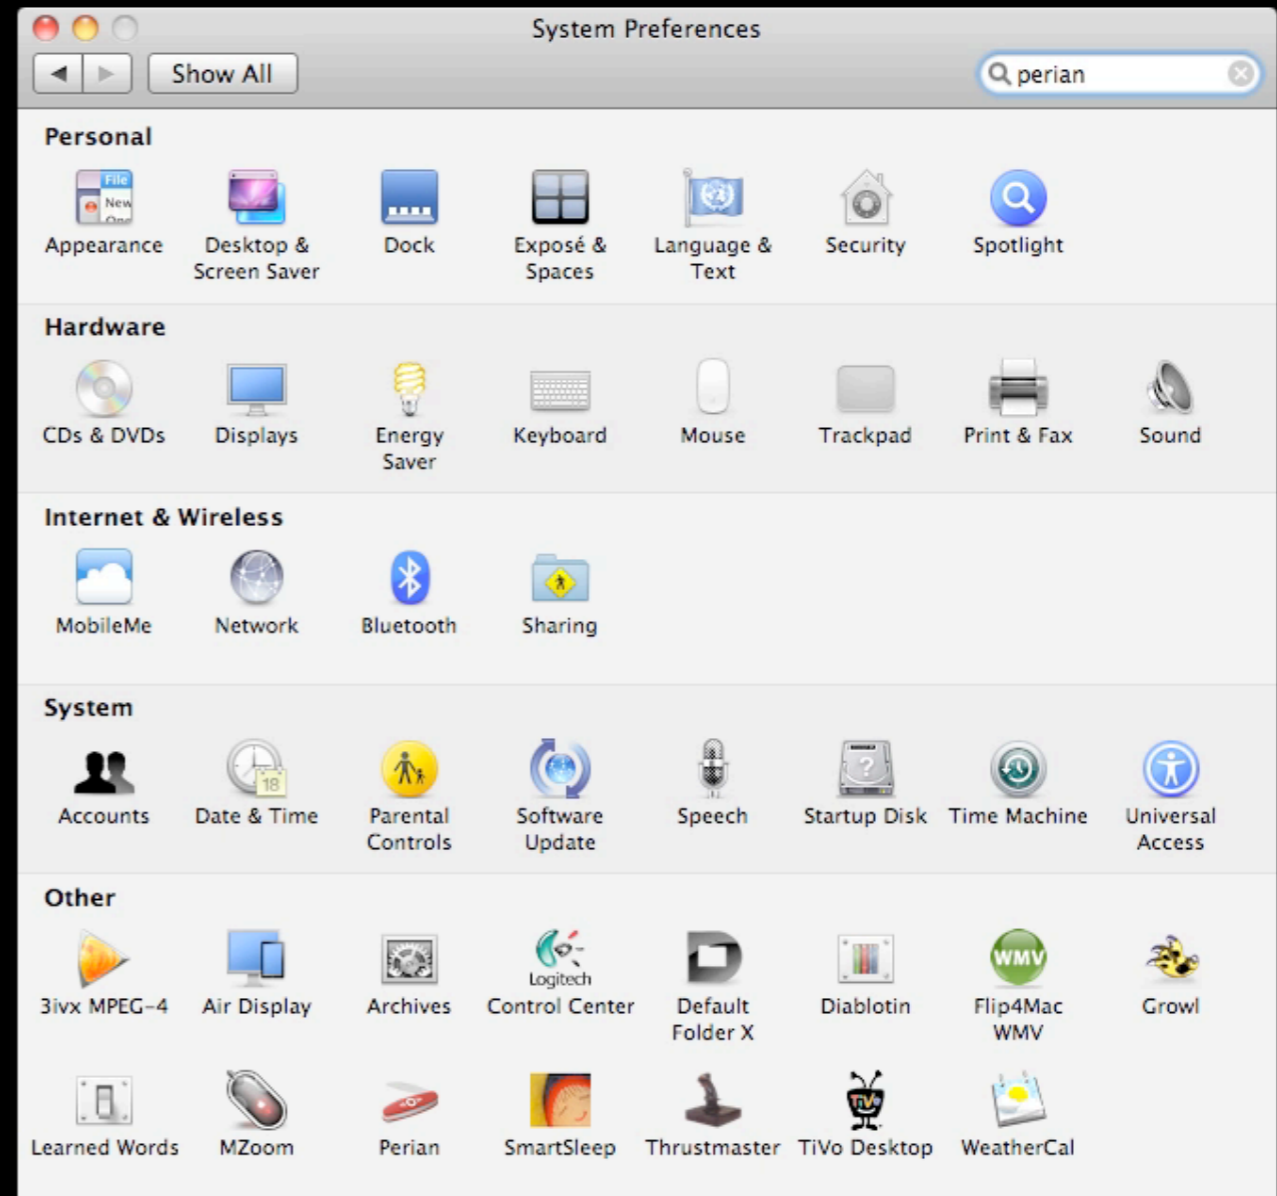 System Preferences
Show All
perian
Personal
File
New
Appearance
Desktop &
Screen Saver
Dock
Exposé &
Spaces
Language &
Text
Security
Spotlight
Hardware
CDs & DVDs
Displays
Energy
Saver
Keyboard
Mouse
Trackpad
Print & Fax
Sound
Internet & Wireless
MobileMe
Network
Bluetooth
Sharing
System
18
?
Accounts
Date & Time
Parental
Controls
Software
Update
Speech
Startup Disk
Time Machine
Universal
Access
Other
Logitech
WMV
3ivx MPEG-4
Air Display
Archives
Control Center
Default
Folder X
Diablotin
Flip4Mac
WMV
Growl
TiVo
Learned Words
MZoom
Perian
SmartSleep
Thrustmaster
TiVo Desktop
WeatherCal